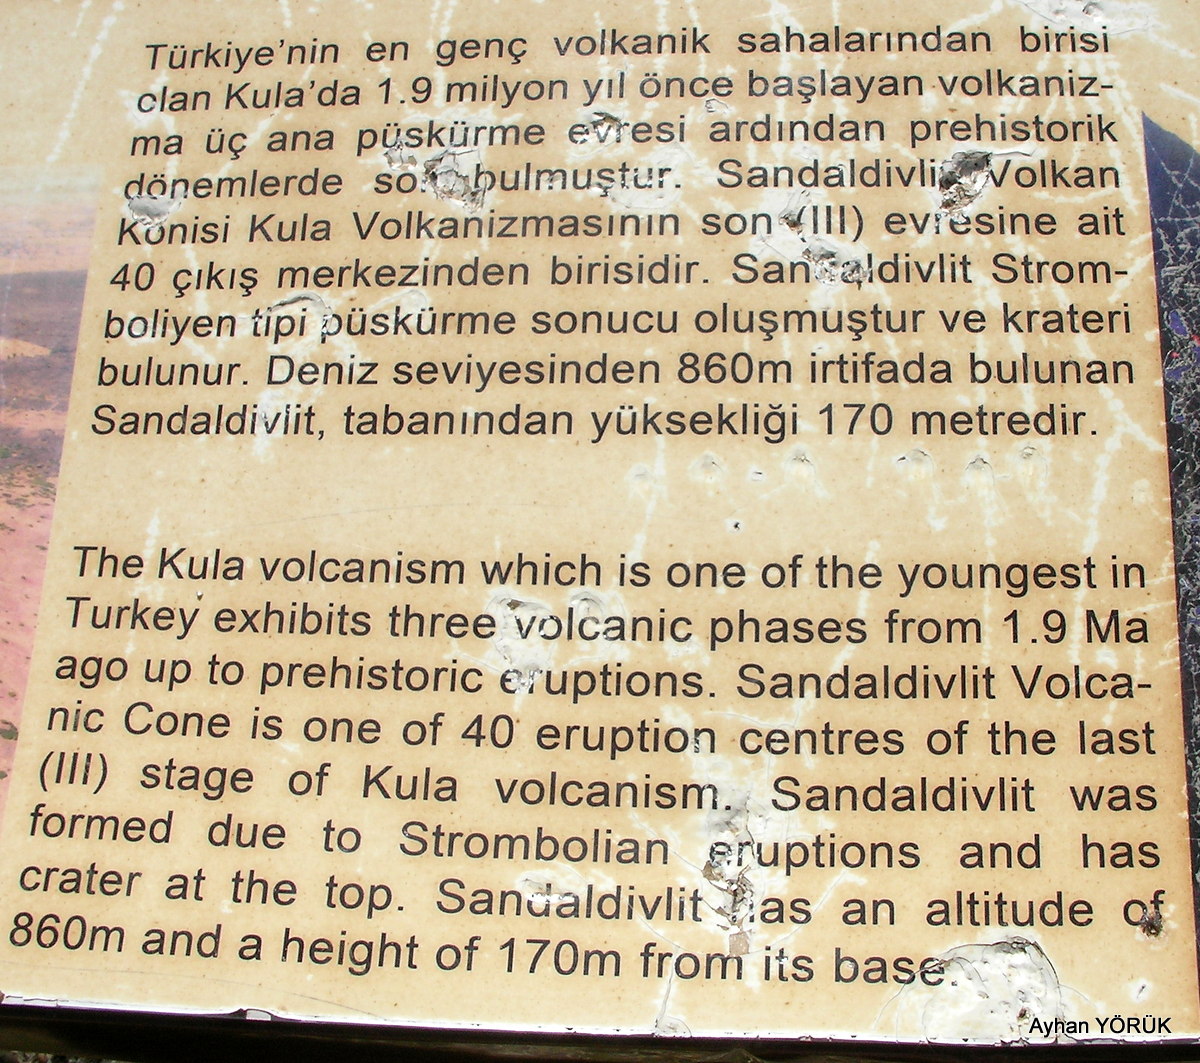 Türkiye'nin en genç volkanik sahalarından birisi
olan Kula'da 1.9 milyon yıl önce başlayan volkaniz-
ma üç ana püskürme evresi ardından prehistorik
dönemlerde son bulmuştur. Sandaldivlit Volkan
Konisi Kula Volkanizmasının son (III) evresine ait
40 çıkış merkezinden birisidir. Sandaldivlit Strom-
boliyen tipi püskürme sonucu oluşmuştur ve krateri
bulunur. Deniz seviyesinden 860m irtifada bulunan
Sandaldivlit, tabanından yüksekliği 170 metredir.
The Kula volcanism which is one of the youngest in
Turkey exhibits three volcanic phases from 1.9 Ma
ago up to prehistoric eruptions. Sandaldivlit Volca-
nic Cone is one of 40 eruption centres of the last
(III) stage of Kula volcanism. Sandaldivlit was
formed due to Strombolian eruptions and has
crater at the top. Sandaldivlit has an altitude of
860m and a height of 170m from its base.
Ayhan YÖRÜK